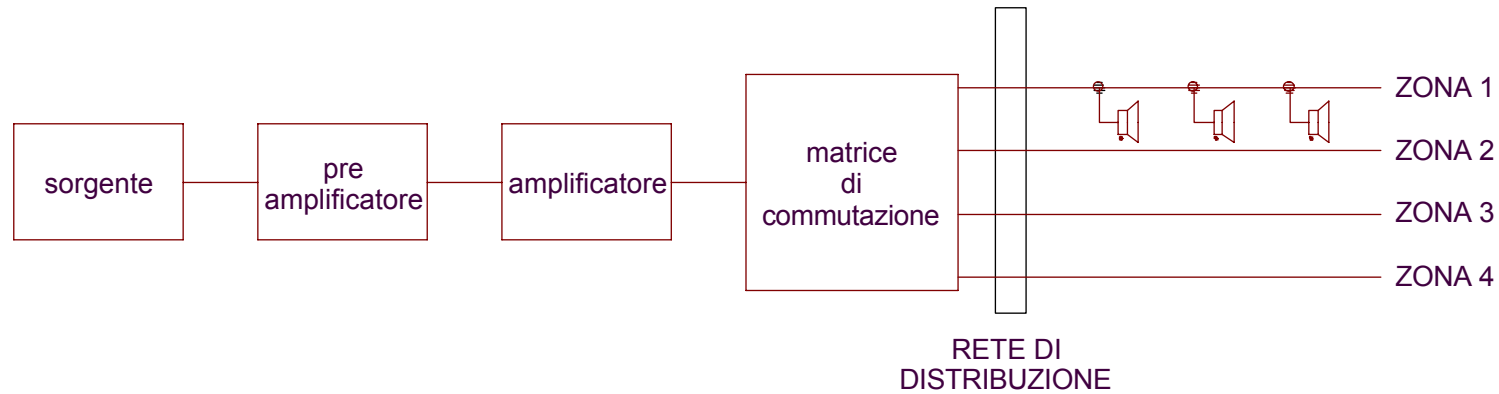 sorgente
pre
amplificatore
amplificatore
matrice
di
commutazione
ZONA 1
ZONA 2
ZONA 3
ZONA 4
RETE DI
DISTRIBUZIONE